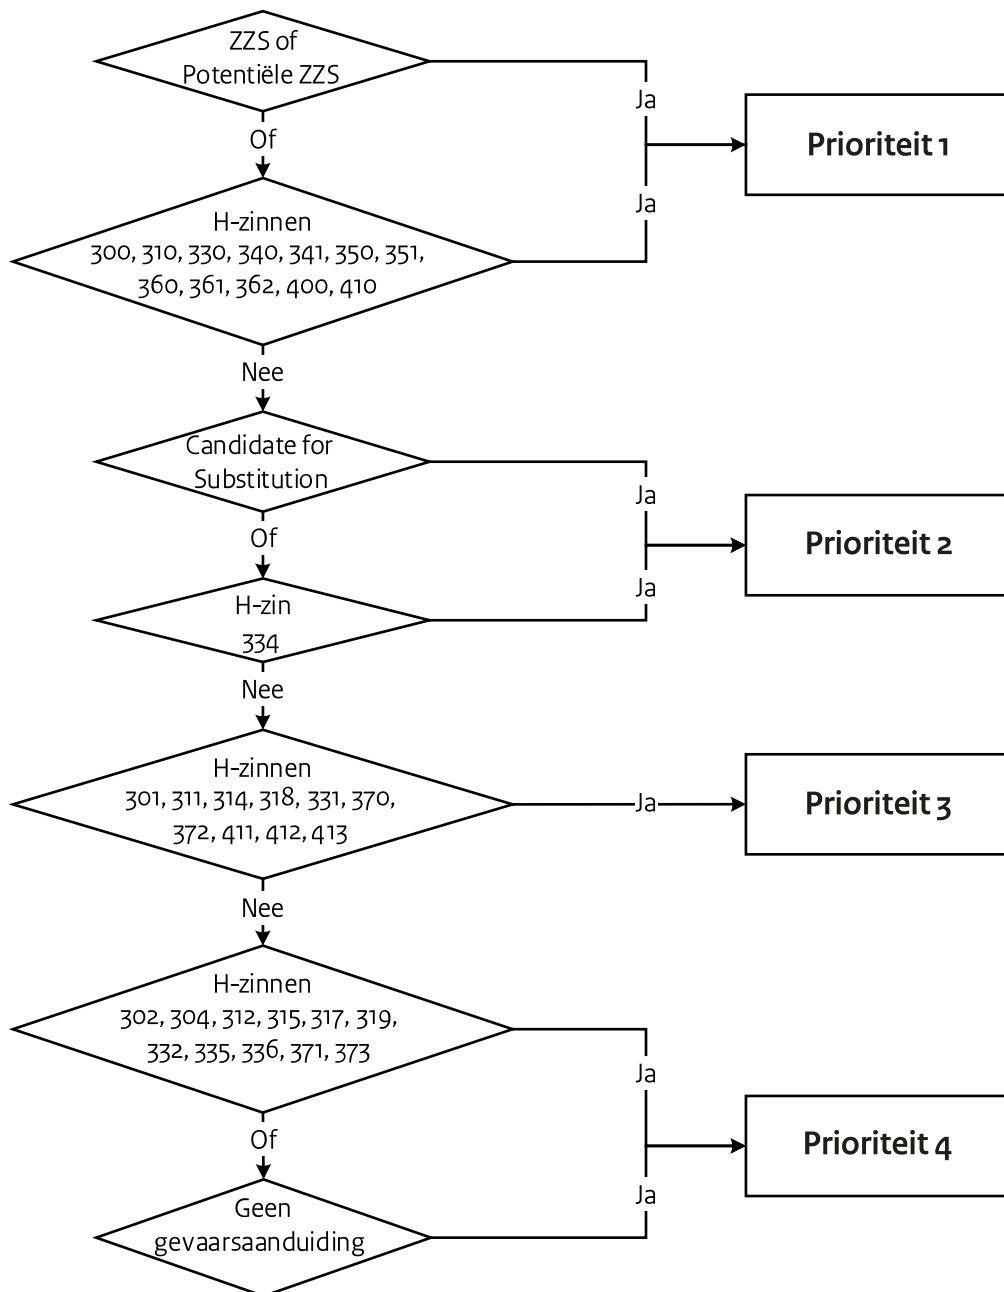 ZZS of
Potentiële ZZS
Ja
Prioriteit 1
Of
Ja
H-zinnen
300, 310, 330, 340, 341, 350, 351,
360, 361, 362, 400, 410
Nee
Candidate for
Substitution
Ja
Prioriteit 2
Of
Ja
H-zin
334
Nee
H-zinnen
301, 311, 314, 318, 331, 370,
372, 411, 412, 413
Ja
Prioriteit 3
Nee
H-zinnen
302, 304, 312, 315, 317, 319,
332, 335, 336, 371, 373
Ja
Prioriteit 4
Of
Ja
Geen
gevaarsaanduiding